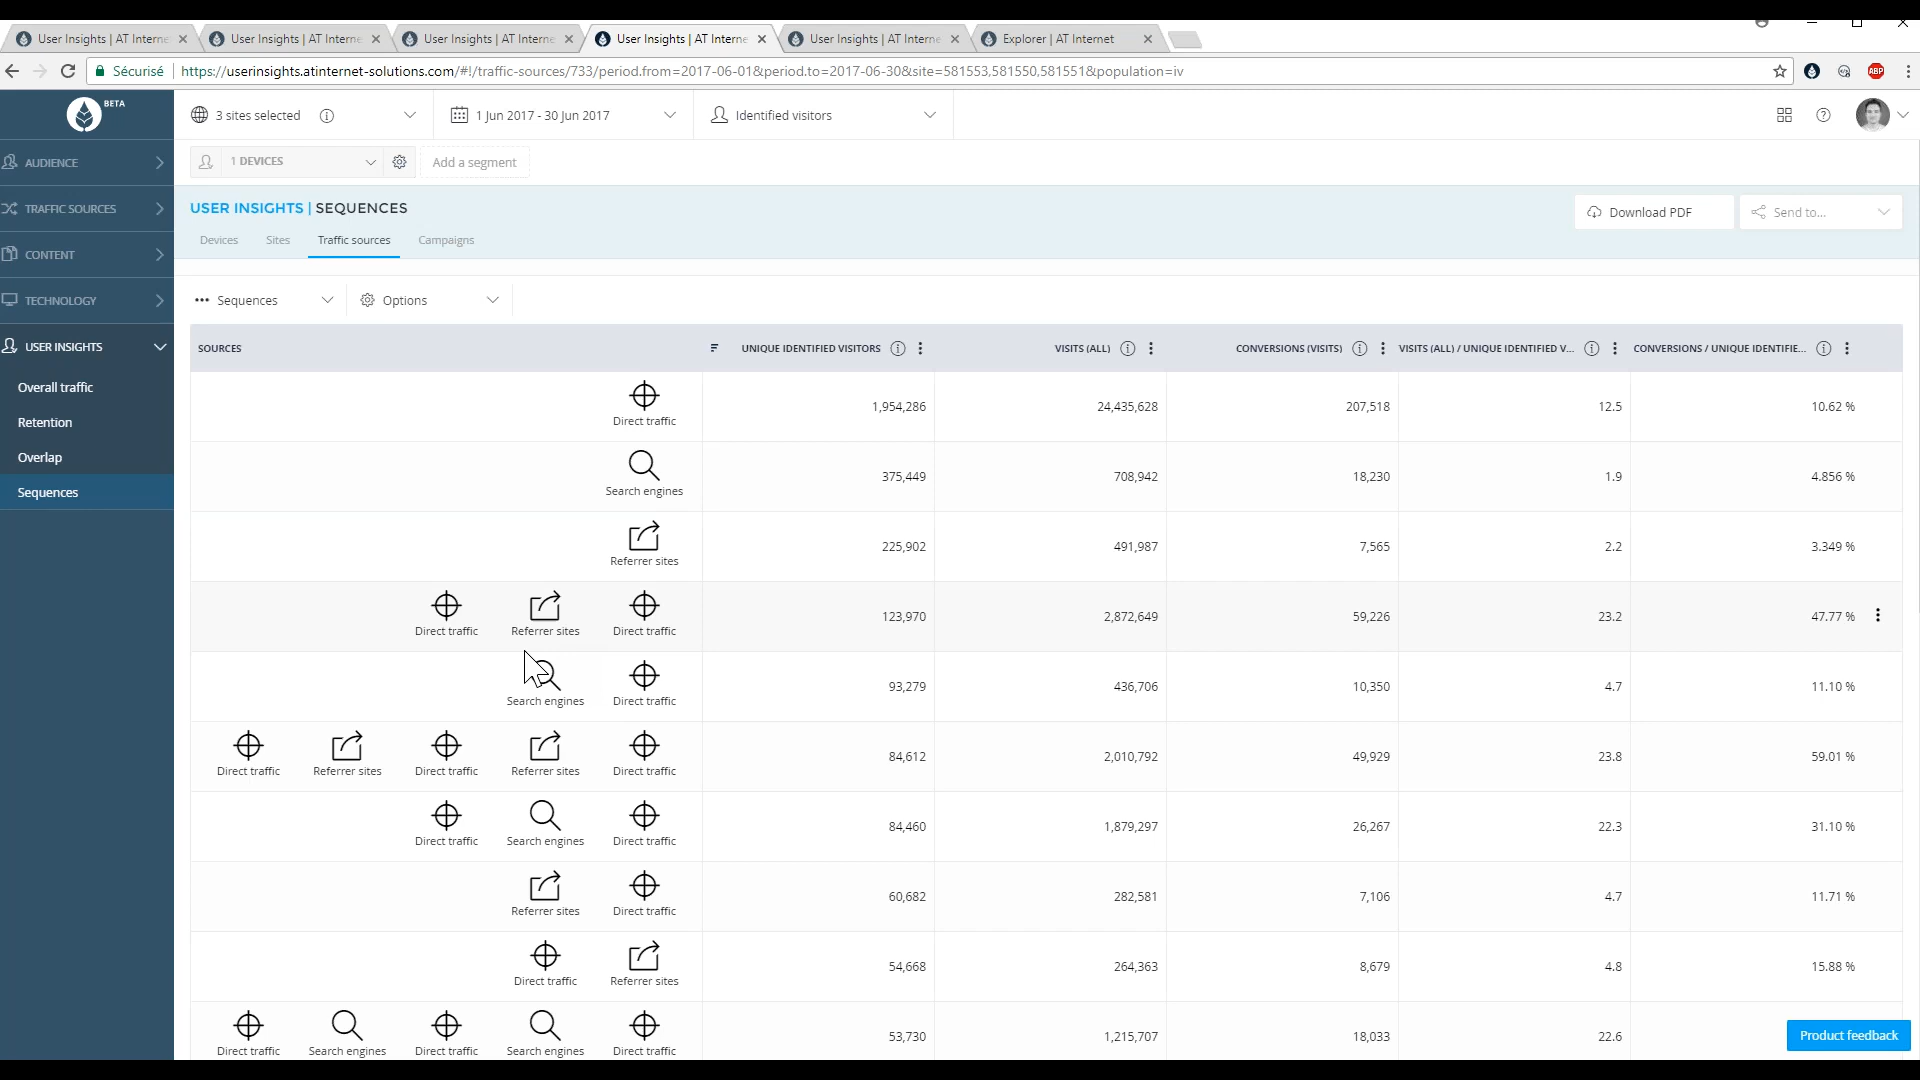 User Insights | AT Interne
User Insights | AT Interne
User Insights | AT Interne
User Insights | AT Interne
User Insights | AT Interne
Explorer | AT Internet
Sécurisé
https://userinsights.atinternet-solutions.com/#!/traffic-sources/733/period.from=2017-06-01&period.to=2017-06-30&site=581553,581550,581551&population=iv
ABP
BETA
3 sites selected
1 Jun 2017 - 30 Jun 2017
Identified visitors
AUDIENCE
TRAFFIC SOURCES
CONTENT
TECHNOLOGY
USER INSIGHTS
Overall traffic
Retention
Overlap
Sequences
1 DEVICES
Add a segment
USER INSIGHTS | SEQUENCES
Download PDF
Send to...
Devices Sites Traffic sources Campaigns
Sequences
Options
SOURCES UNIQUE IDENTIFIED VISITORS VISITS (ALL) CONVERSIONS (VISITS) VISITS (ALL) / UNIQUE IDENTIFIED V... CONVERSIONS / UNIQUE IDENTIFIE...
Direct traffic 1,954,286 24,435,628 207,518 12.5 10.62 %
Search engines 375,449 708,942 18,230 1.9 4.856 %
Referrer sites 225,902 491,987 7,565 2.2 3.349 %
Direct traffic Referrer sites Direct traffic 123,970 2,872,649 59,226 23.2 47.77 %
Search engines Direct traffic 93,279 436,706 10,350 4.7 11.10 %
Direct traffic Referrer sites Direct traffic Referrer sites Direct traffic 84,612 2,010,792 49,929 23.8 59.01 %
Direct traffic Search engines Direct traffic 84,460 1,879,297 26,267 22.3 31.10 %
Referrer sites Direct traffic 60,682 282,581 7,106 4.7 11.71 %
Direct traffic Referrer sites 54,668 264,363 8,679 4.8 15.88 %
Direct traffic Search engines Direct traffic Search engines Direct traffic 53,730 1,215,707 18,033 22.6
Product feedback